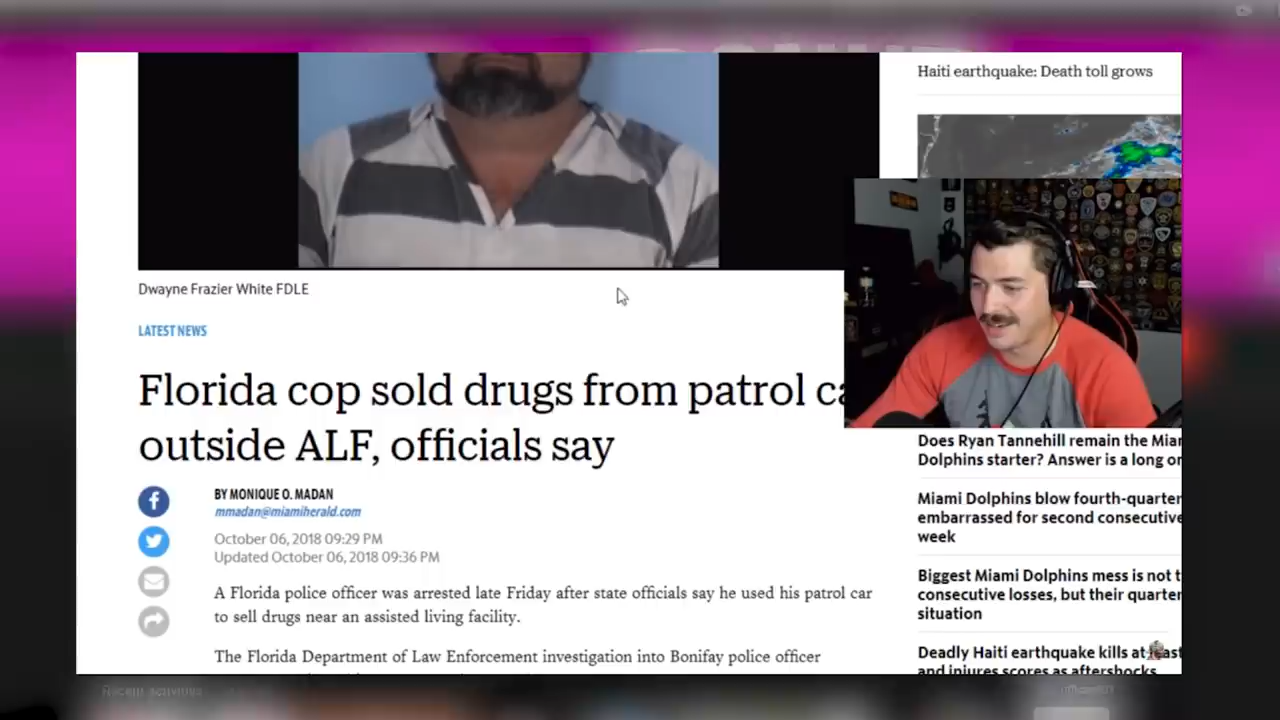 Haiti earthquake: Death toll grows
Dwayne Frazier White FDLE
LATEST NEWS
Florida cop sold drugs from patrol ca
outside ALF, officials say
BY MONIQUE O. MADAN
mmadan@miamiherald.com
October 06, 2018 09:29 PM
Updated October 06, 2018 09:36 PM
A Florida police officer was arrested late Friday after state officials say he used his patrol car
to sell drugs near an assisted living facility.
The Florida Department of Law Enforcement investigation into Bonifay police officer
Does Ryan Tannehill remain the Miar
Dolphins starter? Answer is a long or
Miami Dolphins blow fourth-quarter
embarrassed for second consecutive
week
Biggest Miami Dolphins mess is not t
consecutive losses, but their quarter
situation
Deadly Haiti earthquake kills at least
and injures scores as aftershocks
Recent activities